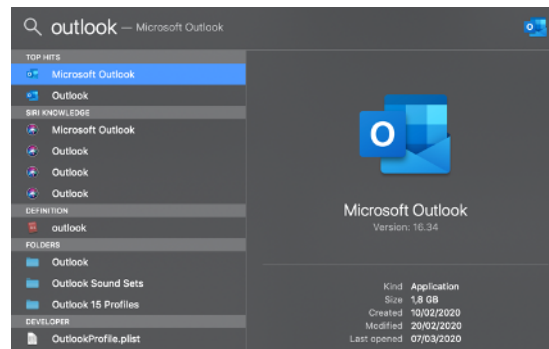 outlook — Microsoft Outlook
TOP HITS
Microsoft Outlook
Outlook
SIRI KNOWLEDGE
Microsoft Outlook
Outlook
Outlook
Outlook
DEFINITION
outlook
FOLDERS
Outlook
Outlook Sound Sets
Outlook 15 Profiles
DEVELOPER
OutlookProfile.plist
O
Microsoft Outlook
Version: 16.34
Kind Application
Size 1,8 GB
Created 10/02/2020
Modified 20/02/2020
Last opened 07/03/2020